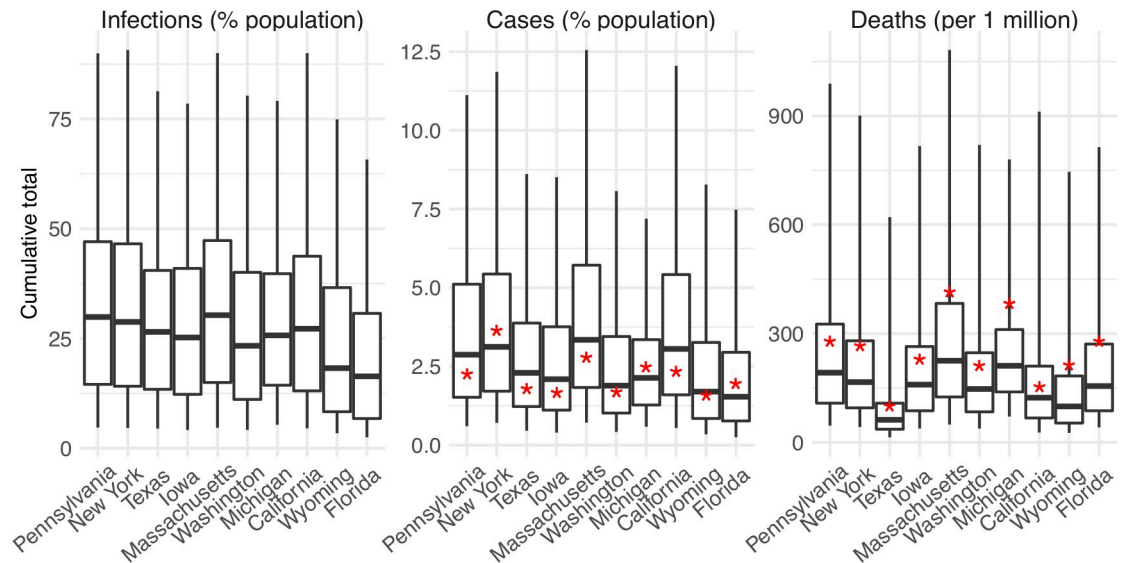 Infections (% population)
Cases (% population)
Deaths (per 1 million)
Cumulative total
75
50
25
0
12.5
10.0
7.5
5.0
2.5
0.0
900
600
300
0
Pennsylvania
New York
Texas
Iowa
Massachusetts
Washington
Michigan
California
Wyoming
Florida
Pennsylvania
New York
Texas
Iowa
Massachusetts
Washington
Michigan
California
Wyoming
Florida
Pennsylvania
New York
Texas
Iowa
Massachusetts
Washington
Michigan
California
Wyoming
Florida